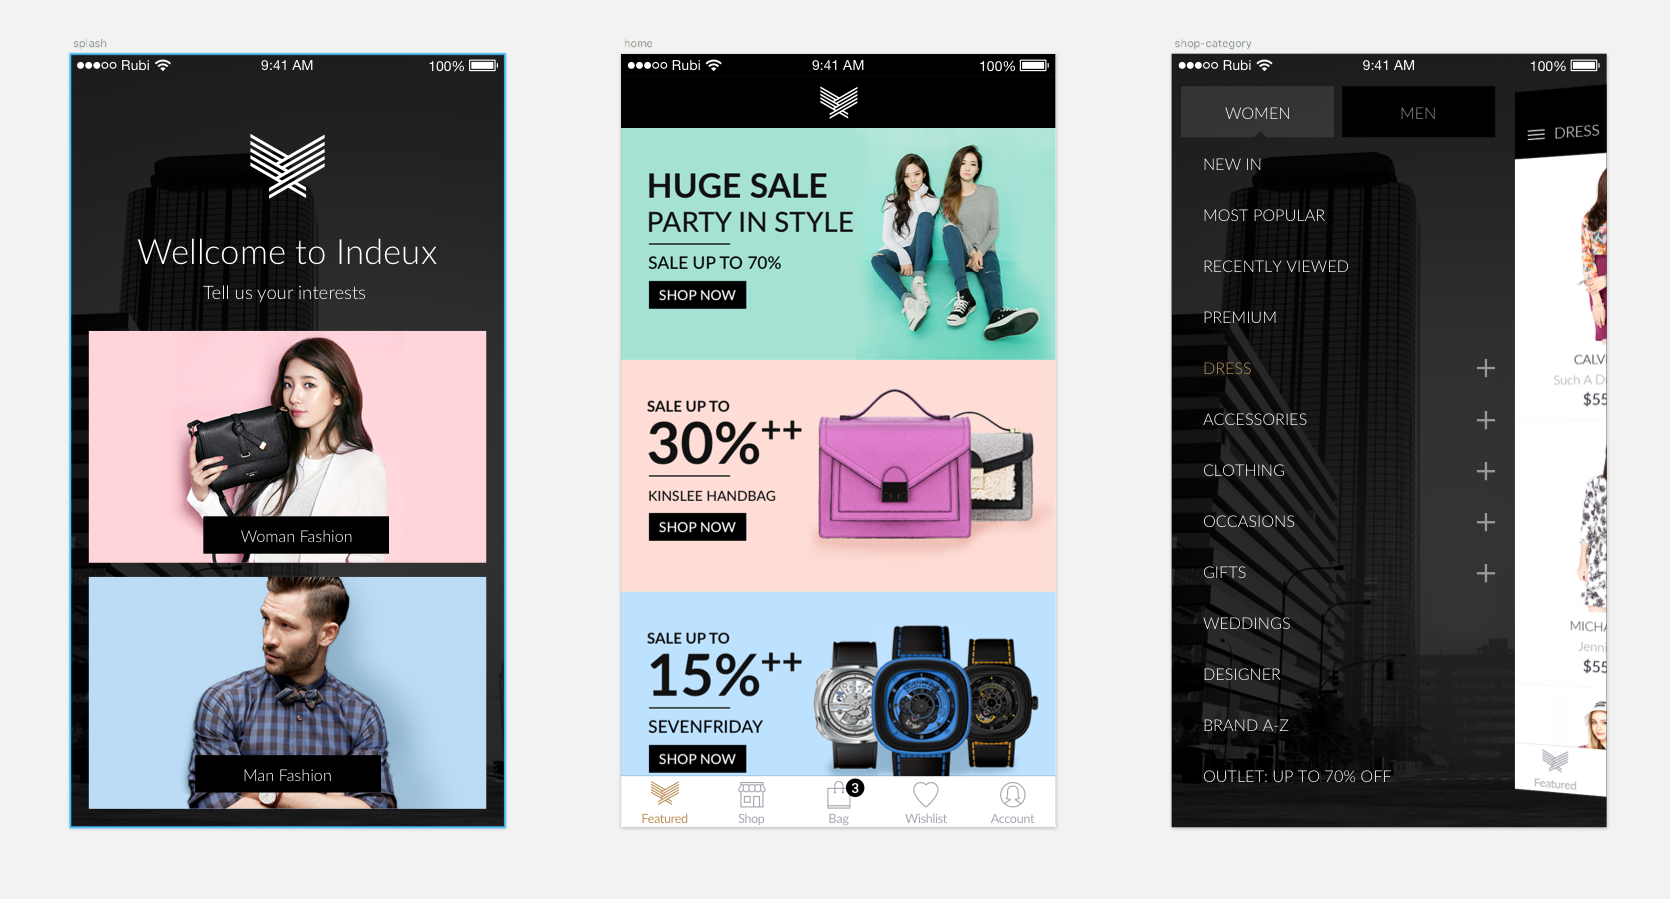 splash
Rubi 9:41 AM 100%
Wellcome to Indeux
Tell us your interests
Woman Fashion
Man Fashion
home
Rubi 9:41 AM 100%
HUGE SALE
PARTY IN STYLE
SALE UP TO 70%
SHOP NOW
SALE UP TO
30%++
KINSLEE HANDBAG
SHOP NOW
SALE UP TO
15%++
SEVENFRIDAY
SHOP NOW
3
Featured Shop Bag Wishlist Account
shop-category
Rubi 9:41 AM 100%
WOMEN MEN
NEW IN
MOST POPULAR
RECENTLY VIEWED
PREMIUM
DRESS
ACCESSORIES
CLOTHING
OCCASIONS
GIFTS
WEDDINGS
DESIGNER
BRAND A-Z
OUTLET: UP TO 70% OFF
DRESS
CALV
Such A D
$55
MICHA
Jenni
$55
Featured